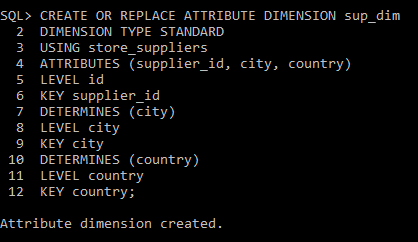 SQL> CREATE OR REPLACE ATTRIBUTE DIMENSION sup_dim
2 DIMENSION TYPE STANDARD
3 USING store_suppliers
4 ATTRIBUTES (supplier_id, city, country)
5 LEVEL id
6 KEY supplier_id
7 DETERMINES (city)
8 LEVEL city
9 KEY city
10 DETERMINES (country)
11 LEVEL country
12 KEY country;
Attribute dimension created.